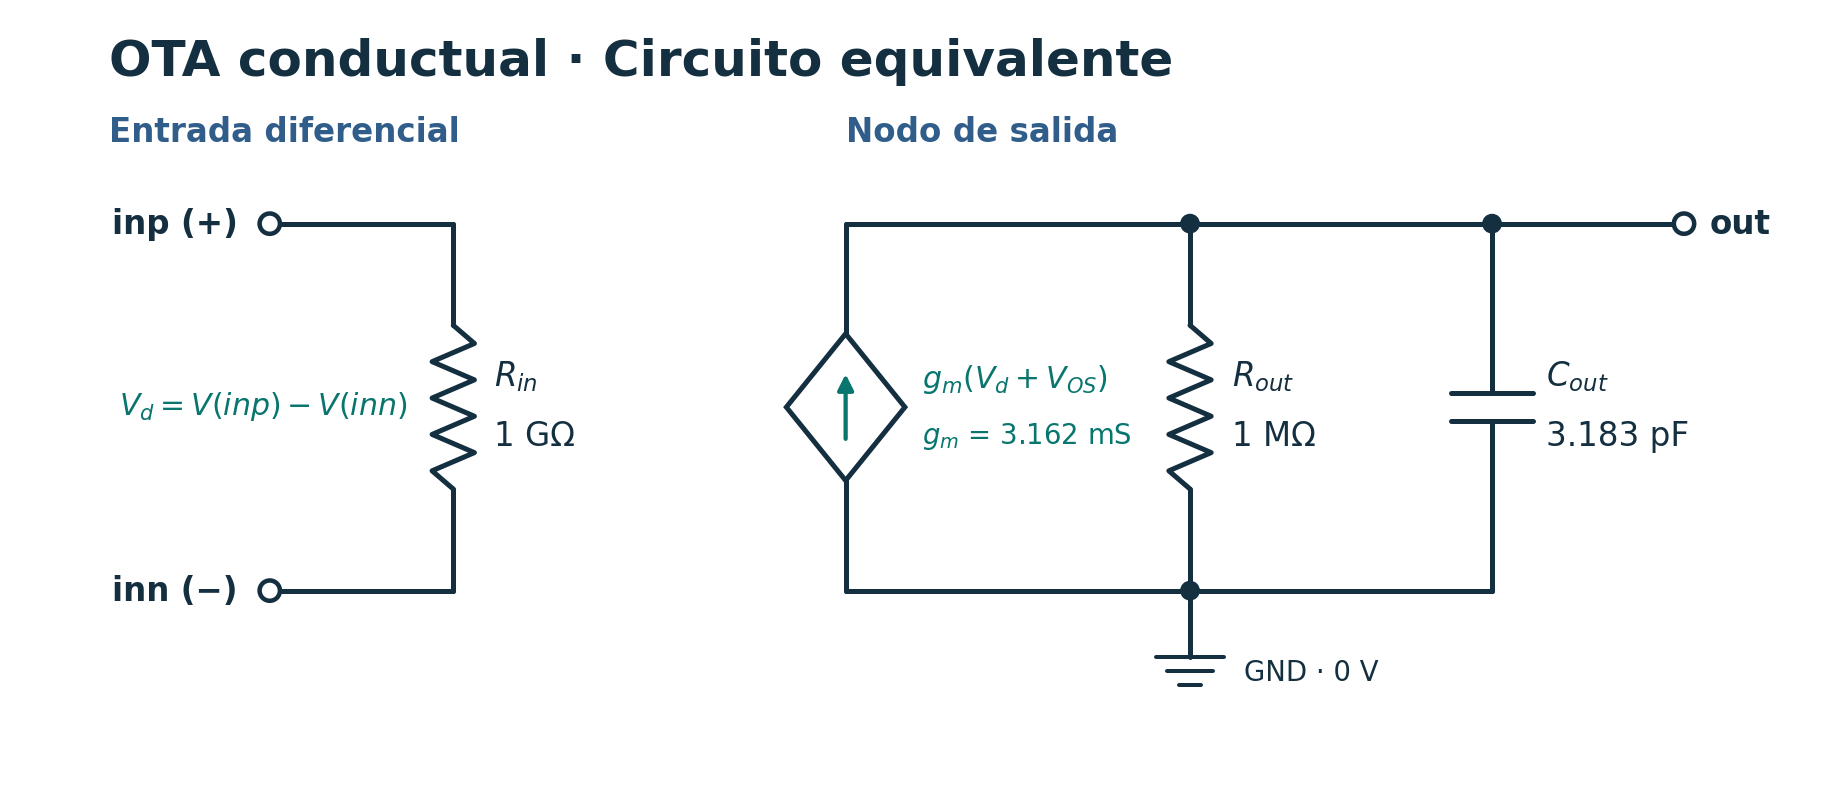 OTA conductual · Circuito equivalente
Entrada diferencial
Nodo de salida
inp (+)
out
V_d = V(inp) − V(inn)
R_in
1 GΩ
g_m(V_d + V_OS)
g_m = 3.162 mS
R_out
1 MΩ
C_out
3.183 pF
inn (−)
GND · 0 V